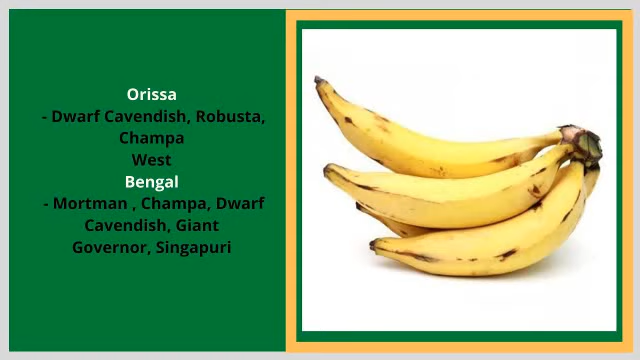 Orissa
- Dwarf Cavendish, Robusta,
Champa
West
Bengal
- Mortman , Champa, Dwarf
Cavendish, Giant
Governor, Singapuri